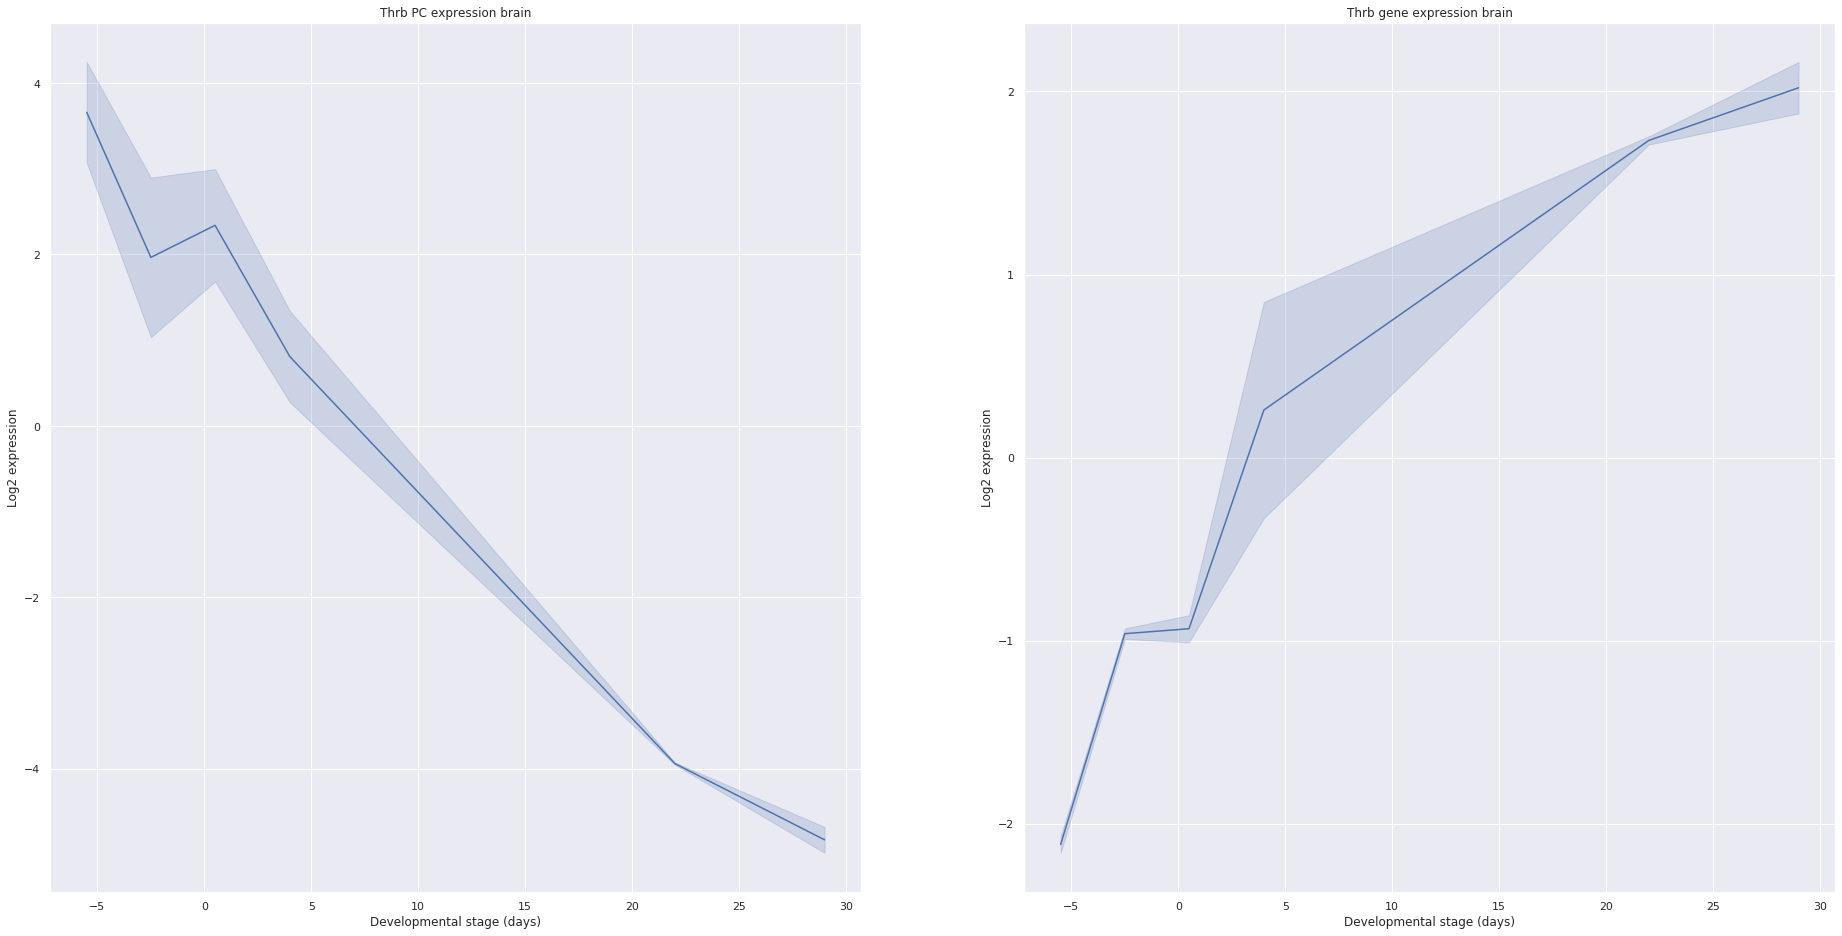 Thrb PC expression brain
4
2
0
−2
−4
Log2 expression
−5 0 5 10 15 20 25 30
Developmental stage (days)
Thrb gene expression brain
2
1
0
−1
−2
Log2 expression
−5 0 5 10 15 20 25 30
Developmental stage (days)